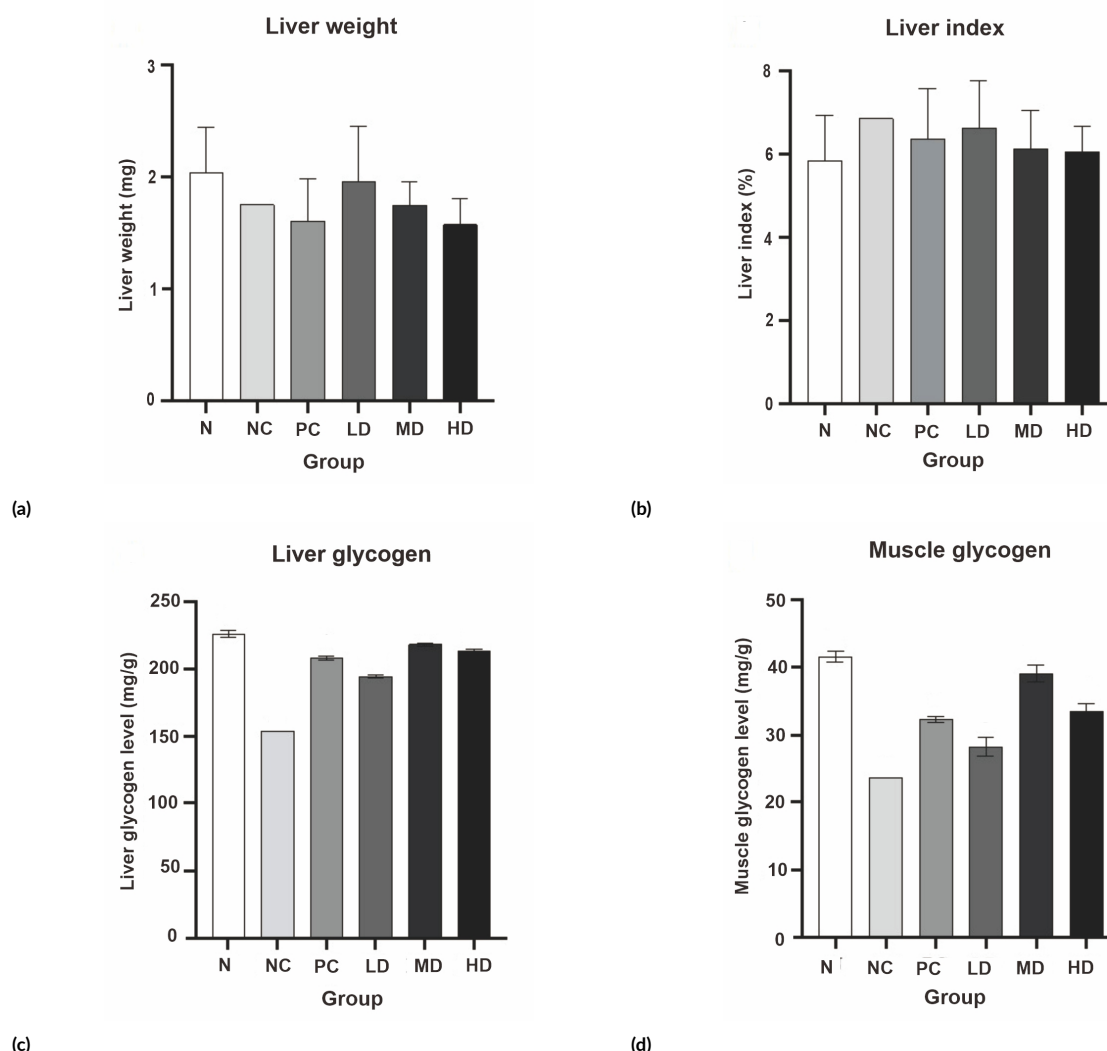 Liver weight
3
2
1
0
Liver weight (mg)
N NC PC LD MD HD
Group
(a)
Liver index
8
6
4
2
0
Liver index (%)
N NC PC LD MD HD
Group
(b)
Liver glycogen
250
200
150
100
50
0
Liver glycogen level (mg/g)
N NC PC LD MD HD
Group
(c)
Muscle glycogen
50
40
30
20
10
0
Muscle glycogen level (mg/g)
N NC PC LD MD HD
Group
(d)